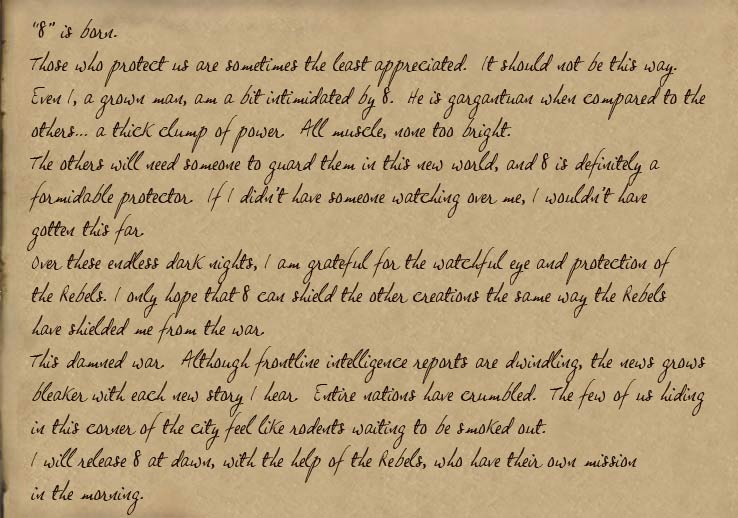 "8" is born.
Those who protect us are sometimes the least appreciated. It should not be this way.
Even I, a grown man, am a bit intimidated by 8. He is gargantuan when compared to the
others... a thick clump of power. All muscle, none too bright.
The others will need someone to guard them in this new world, and 8 is definitely a
formidable protector. If I didn't have someone watching over me, I wouldn't have
gotten this far.
Over these endless dark nights, I am grateful for the watchful eye and protection of
the Rebels. I only hope that 8 can shield the other creations the same way the Rebels
have shielded me from the war.
This damned war. Although frontline intelligence reports are dwindling, the news grows
bleaker with each new story I hear. Entire nations have crumbled. The few of us hiding
in this corner of the city feel like rodents waiting to be smoked out.
I will release 8 at dawn, with the help of the Rebels, who have their own mission
in the morning.